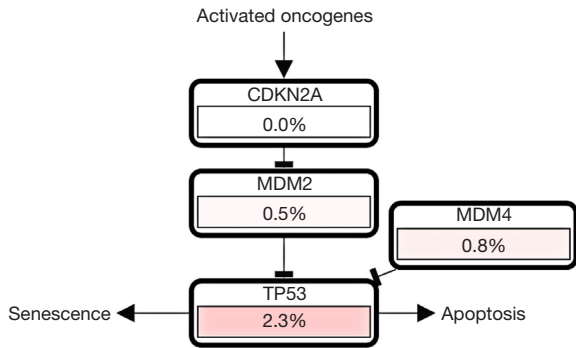 Activated oncogenes
CDKN2A
0.0%
MDM2
0.5%
MDM4
0.8%
TP53
2.3%
Senescence
Apoptosis